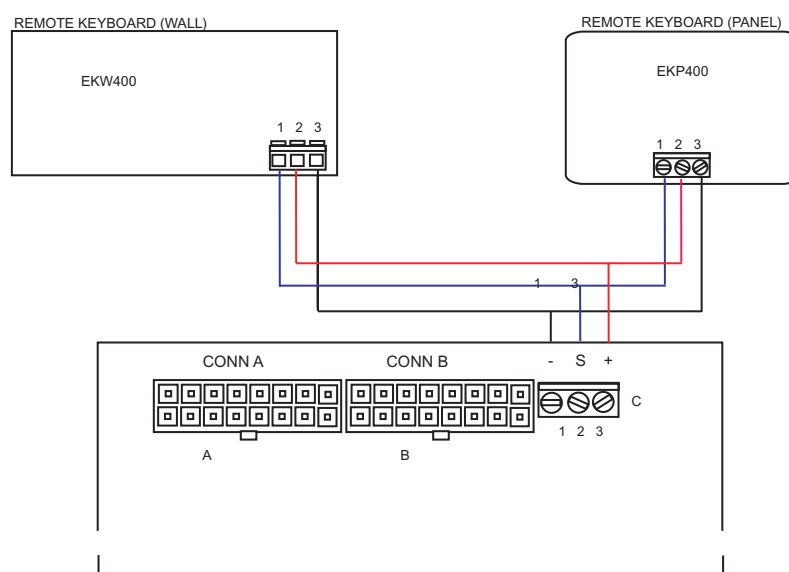 REMOTE KEYBOARD (WALL)
REMOTE KEYBOARD (PANEL)
EKW400
EKP400
1 2 3
1 2 3
1 3
CONN A
CONN B
- S +
C
1 2 3
A
B